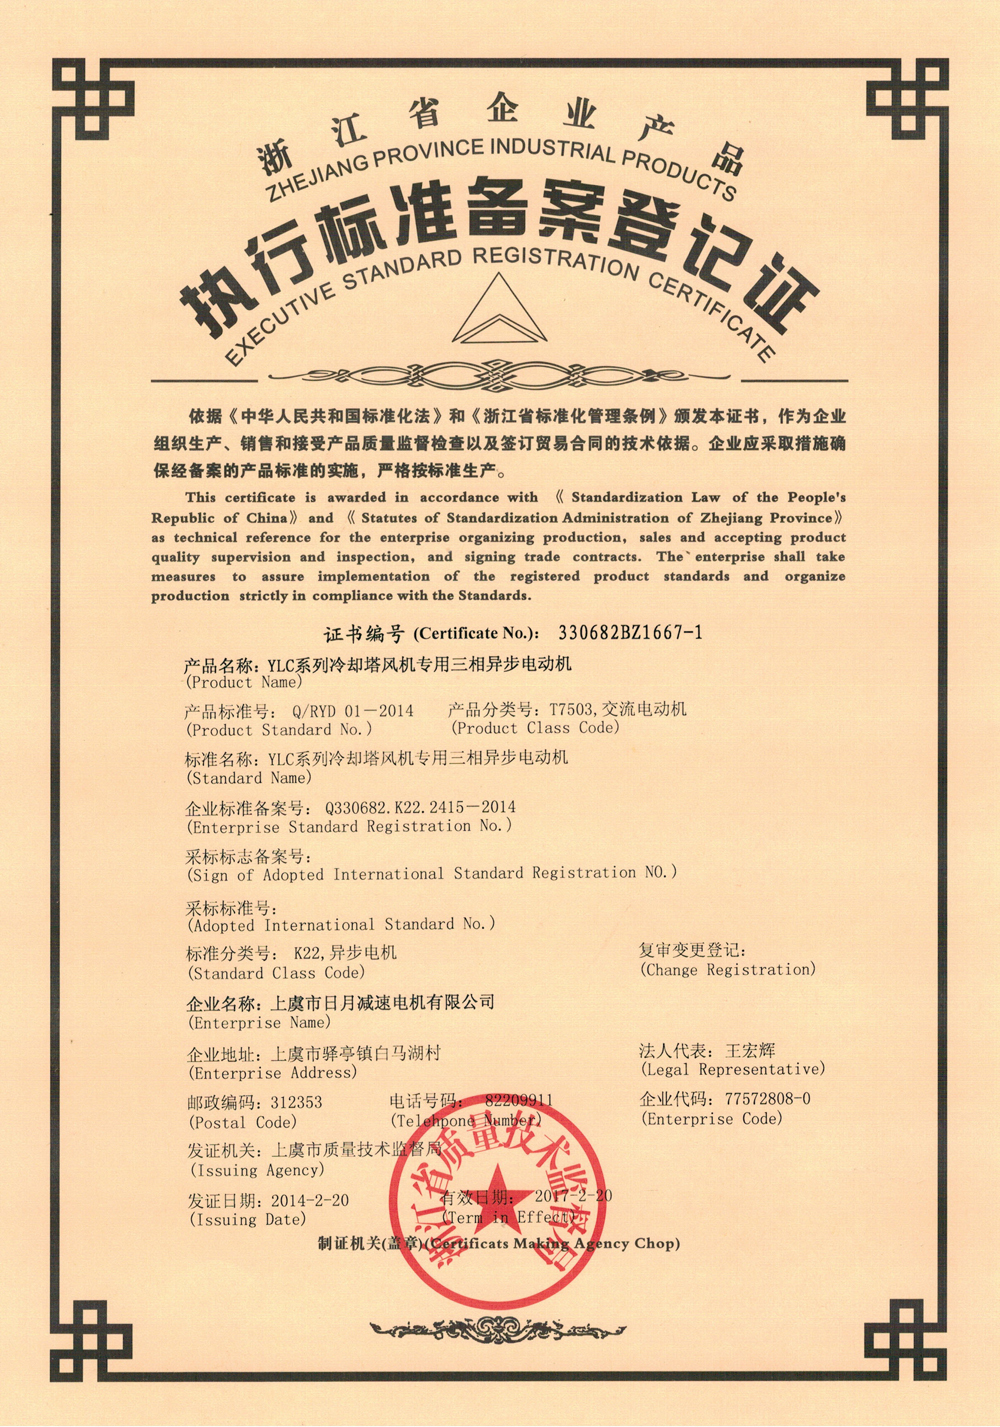 浙江省企业产品
ZHEJIANG PROVINCE INDUSTRIAL PRODUCTS
执行标准备案登记证
EXECUTIVE STANDARD REGISTRATION CERTIFICATE
依据《中华人民共和国标准化法》和《浙江省标准化管理条例》颁发本证书，作为企业
组织生产、销售和接受产品质量监督检查以及签订贸易合同的技术依据。企业应采取措施确
保经备案的产品标准的实施，严格按标准生产。
This certificate is awarded in accordance with 《 Standardization Law of the People's
Republic of China》 and 《 Statutes of Standardization Administration of Zhejiang Province》
as technical reference for the enterprise organizing production, sales and accepting product
quality supervision and inspection, and signing trade contracts. The enterprise shall take
measures to assure implementation of the registered product standards and organize
production strictly in compliance with the Standards.
证书编号 (Certificate No.)： 330682BZ1667-1
产品名称：YLC系列冷却塔风机专用三相异步电动机
(Product Name)
产品标准号： Q/RYD 01－2014 产品分类号：T7503,交流电动机
(Product Standard No.) (Product Class Code)
标准名称：YLC系列冷却塔风机专用三相异步电动机
(Standard Name)
企业标准备案号： Q330682.K22.2415－2014
(Enterprise Standard Registration No.)
采标标志备案号：
(Sign of Adopted International Standard Registration NO.)
采标标准号：
(Adopted International Standard No.)
标准分类号： K22,异步电机 复审变更登记：
(Standard Class Code) (Change Registration)
企业名称：上虞市日月减速电机有限公司
(Enterprise Name)
企业地址：上虞市驿亭镇白马湖村 法人代表：王宏辉
(Enterprise Address) (Legal Representative)
邮政编码：312353 电话号码： 82209911 企业代码：77572808-0
(Postal Code) (Telehpone Number) (Enterprise Code)
发证机关：上虞市质量技术监督局
(Issuing Agency)
发证日期：2014-2-20 有效日期： 2017-2-20
(Issuing Date) (Term in Effect)
制证机关(盖章)(Certificats Making Agency Chop)
浙江省质量技术监督局